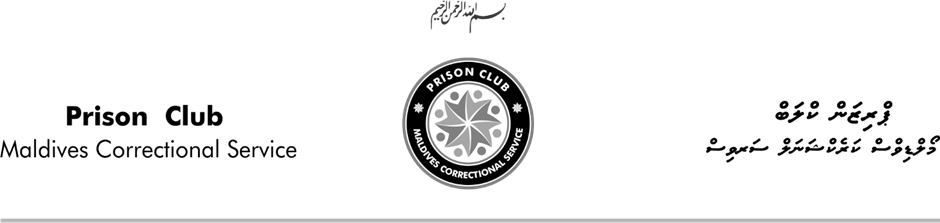 بسم الله الرحمن الرحيم
Prison Club
Maldives Correctional Service
PRISON CLUB
MALDIVES CORRECTIONAL SERVICE
ޕްރިޒަން ކްލަބް
މޯލްޑިވްސް ކަރެކްޝަނަލް ސަރވިސް